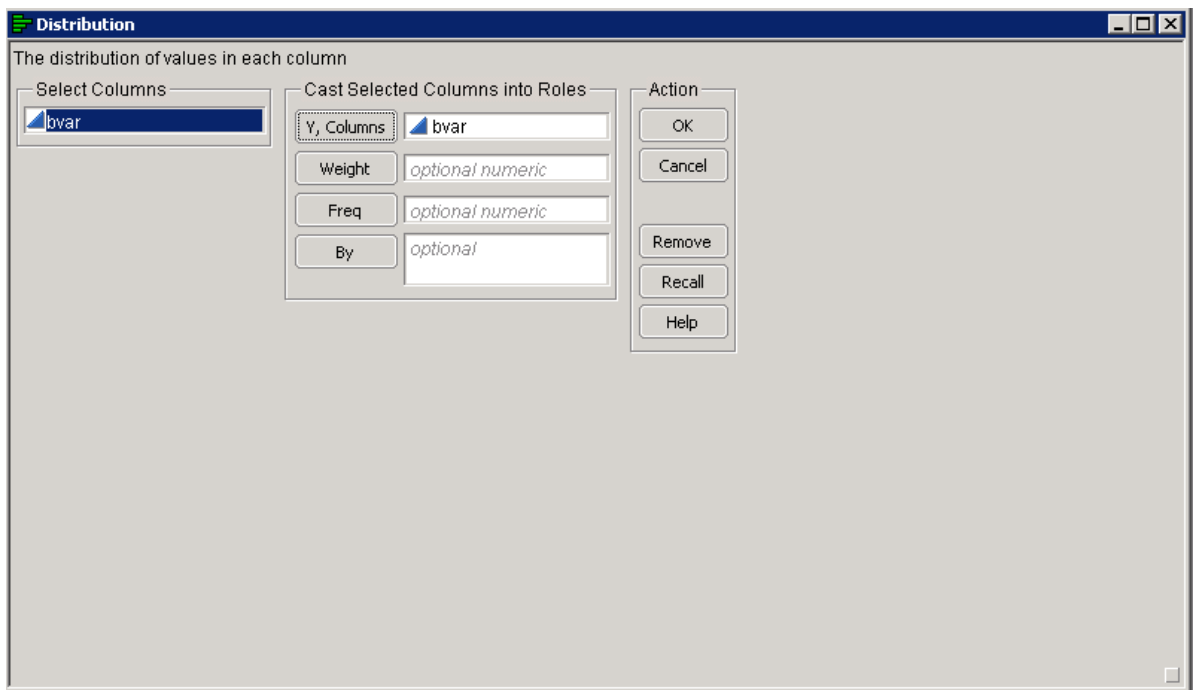 Distribution
The distribution of values in each column
Select Columns
bvar
Cast Selected Columns into Roles
Y, Columns
bvar
Weight
optional numeric
Freq
optional numeric
By
optional
Action
OK
Cancel
Remove
Recall
Help